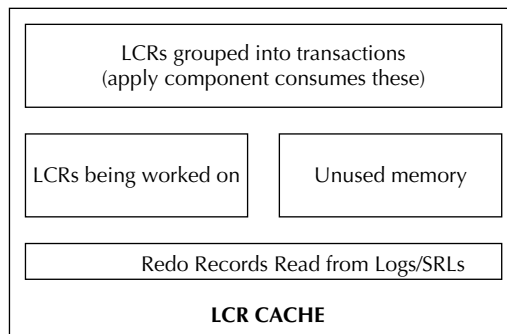 LCRs grouped into transactions
(apply component consumes these)
LCRs being worked on
Unused memory
Redo Records Read from Logs/SRLs
LCR CACHE